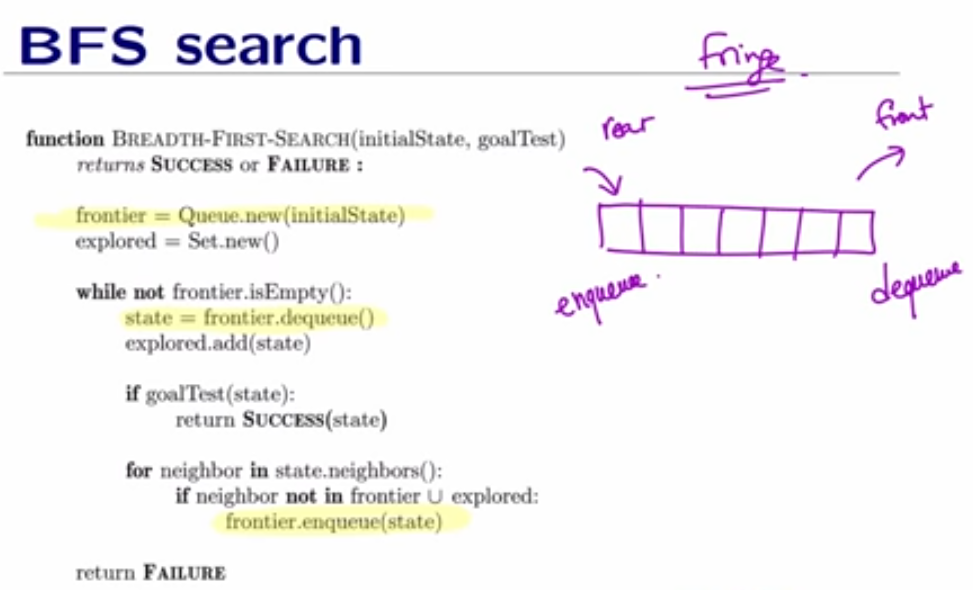 BFS search
Fringe.
function BREADTH-FIRST-SEARCH(initialState, goalTest)
returns SUCCESS or FAILURE :
frontier = Queue.new(initialState)
explored = Set.new()
while not frontier.isEmpty():
state = frontier.dequeue()
explored.add(state)
if goalTest(state):
return SUCCESS(state)
for neighbor in state.neighbors():
if neighbor not in frontier ∪ explored:
frontier.enqueue(state)
return FAILURE
rear
front
enqueue.
dequeue